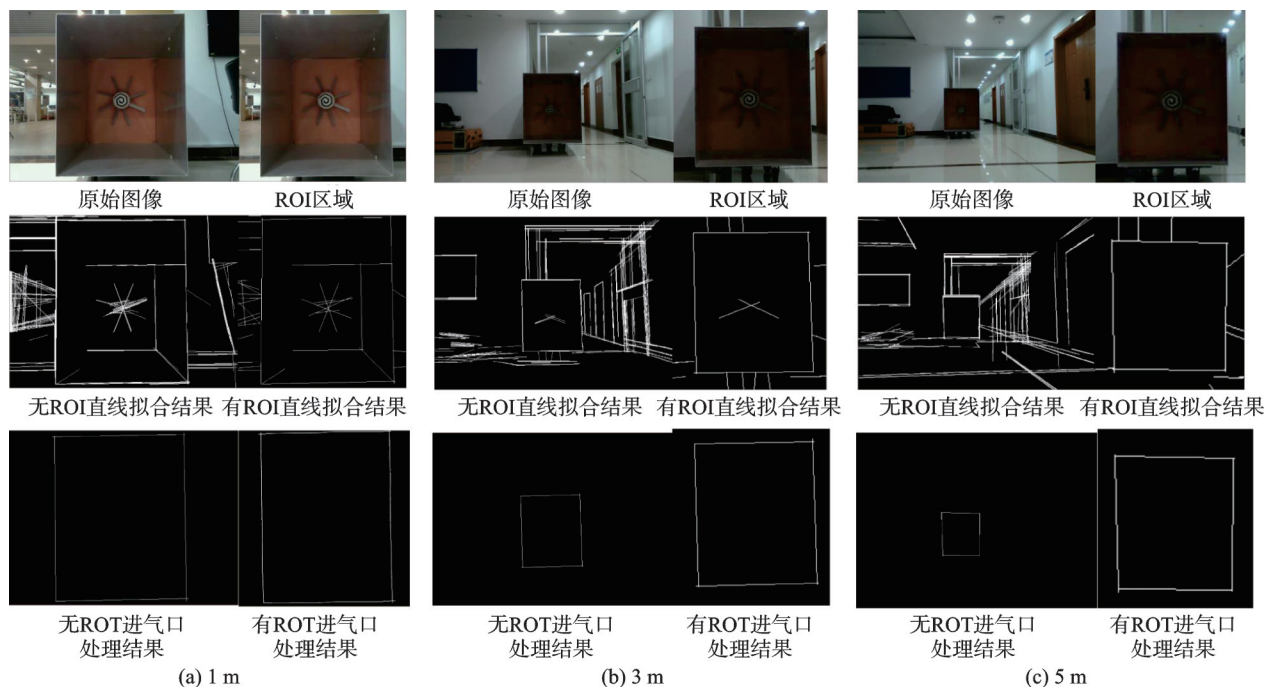 原始图像 ROI区域 原始图像 ROI区域 原始图像 ROI区域
无ROI直线拟合结果 有ROI直线拟合结果 无ROI直线拟合结果 有ROI直线拟合结果 无ROI直线拟合结果 有ROI直线拟合结果
无ROT进气口 有ROT进气口 无ROT进气口 有ROT进气口 无ROT进气口 有ROT进气口
处理结果 处理结果 处理结果 处理结果 处理结果 处理结果
(a) 1 m (b) 3 m (c) 5 m